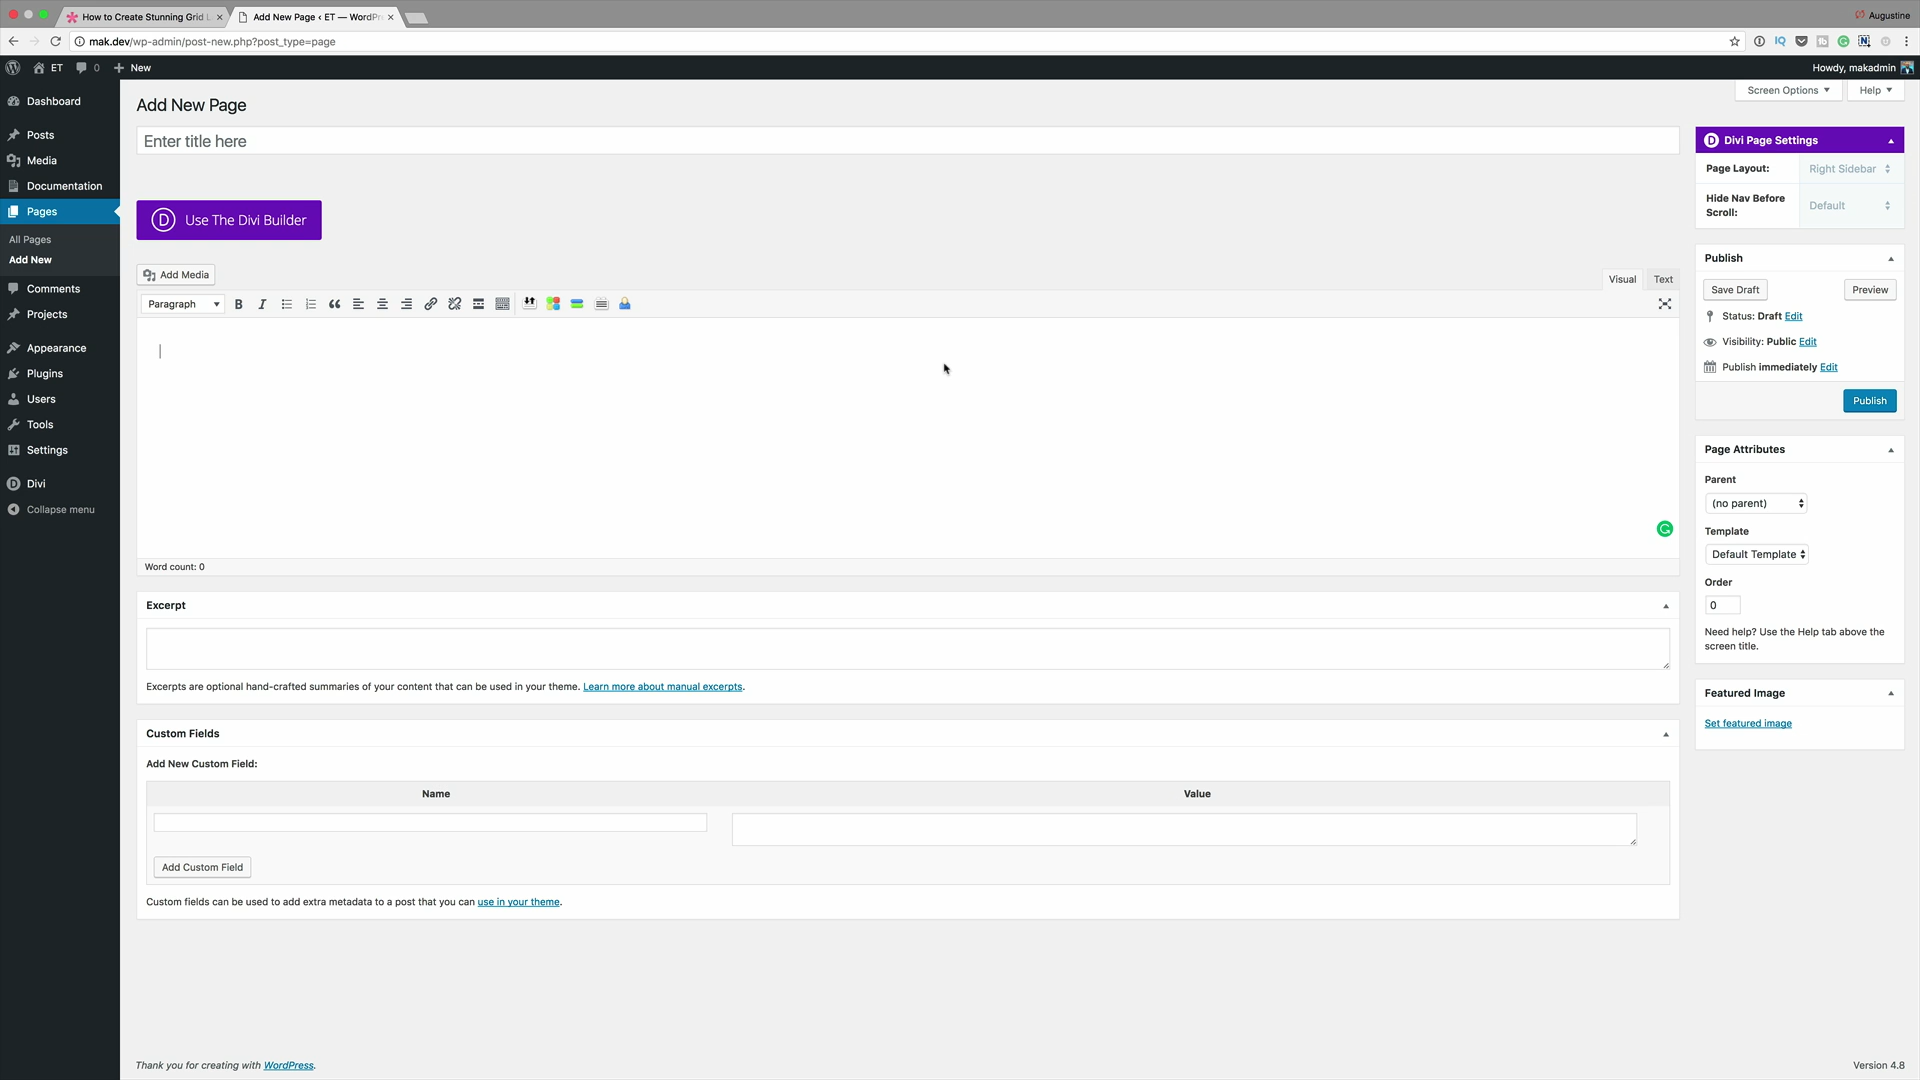 How to Create Stunning Grid L
Add New Page ‹ ET — WordPr
Augustine
mak.dev/wp-admin/post-new.php?post_type=page
ET
0
New
Howdy, makadmin
Dashboard
Posts
Media
Documentation
Pages
All Pages
Add New
Comments
Projects
Appearance
Plugins
Users
Tools
Settings
Divi
Collapse menu
Add New Page
Screen Options
Help
Enter title here
D Use The Divi Builder
Add Media
Visual
Text
Paragraph
B
I
Word count: 0
Excerpt
Excerpts are optional hand-crafted summaries of your content that can be used in your theme. Learn more about manual excerpts.
Custom Fields
Add New Custom Field:
Name
Value
Add Custom Field
Custom fields can be used to add extra metadata to a post that you can use in your theme.
D Divi Page Settings
Page Layout:
Right Sidebar
Hide Nav Before
Scroll:
Default
Publish
Save Draft
Preview
Status: Draft Edit
Visibility: Public Edit
Publish immediately Edit
Publish
Page Attributes
Parent
(no parent)
Template
Default Template
Order
0
Need help? Use the Help tab above the
screen title.
Featured Image
Set featured image
Thank you for creating with WordPress.
Version 4.8